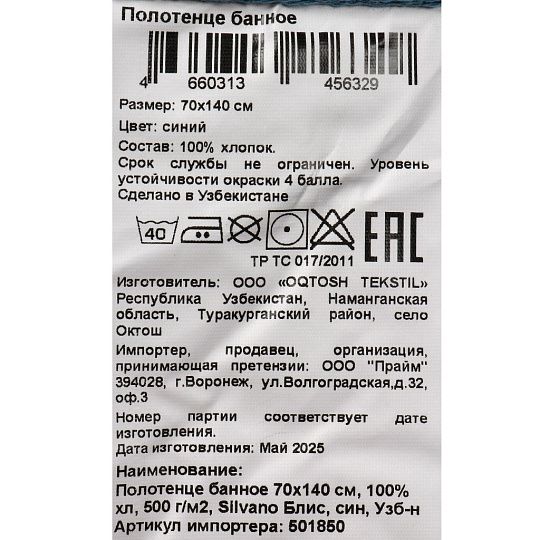 Полотенце банное
4 660313 456329
Размер: 70х140 см
Цвет: синий
Состав: 100% хлопок.
Срок службы не ограничен. Уровень
устойчивости окраски 4 балла.
Сделано в Узбекистане
40
EAC
ТР ТС 017/2011
Изготовитель: ООО «OQTOSH TEKSTIL»
Республика Узбекистан, Наманганская
область, Туракурганский район, село
Октош
Импортер, продавец, организация,
принимающая претензии: ООО "Прайм"
394028, г.Воронеж, ул.Волгоградская,д.32,
оф.3
Номер партии соответствует дате
изготовления.
Дата изготовления: Май 2025
Наименование:
Полотенце банное 70х140 см, 100%
хл, 500 г/м2, Silvano Блис, син, Узб-н
Артикул импортера: 501850